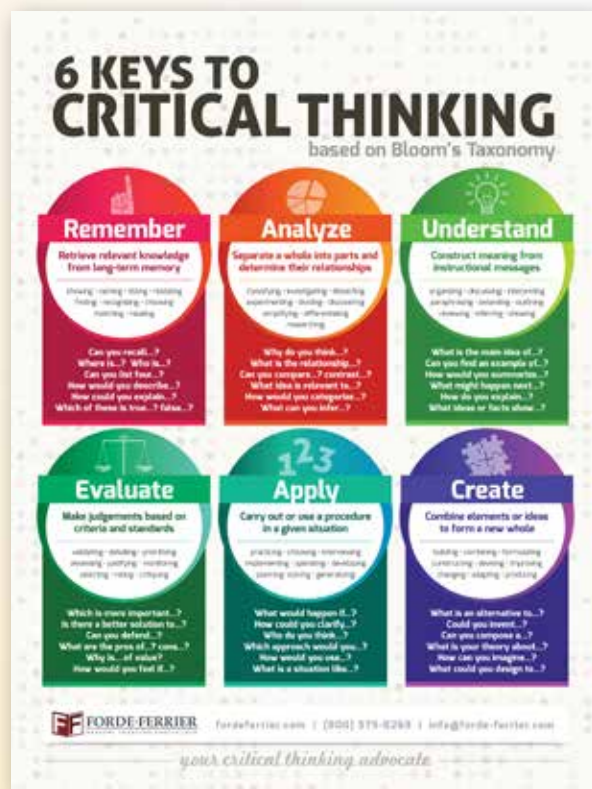 6 KEYS TO
CRITICAL THINKING
based on Bloom's Taxonomy
Remember
Retrieve relevant knowledge
from long-term memory
Can you recall...?
Where is...? Who is...?
Can you list four...?
How would you describe...?
How could you explain...?
Which of these is true...? false...?
Analyze
Separate a whole into parts and
determine their relationships
Why do you think...?
What is the relationship...?
Can you compare...? contrast...?
What idea is relevant to...?
How would you categorize...?
What can you infer...?
Understand
Construct meaning from
instructional messages
What is the main idea of...?
Can you find an example of...?
How would you summarize...?
What might happen next...?
How do you explain...?
What ideas or facts show...?
Evaluate
Make judgements based on
criteria and standards
Which is more important...?
Is there a better solution to...?
Can you defend...?
What are the pros of...? cons...?
Why is... of value?
How would you feel if...?
123
Apply
Carry out or use a procedure
in a given situation
What would happen if...?
How could you clarify...?
Who do you think...?
Which approach would you...?
How would you use...?
What is a situation like...?
Create
Combine elements or ideas
to form a new whole
What is an alternative to...?
Could you invent...?
Can you compose a...?
What is your theory about...?
How can you imagine...?
What could you design to...?
FF FORDE-FERRIER
fordeferrier.com | (800) | info@forde-ferrier.com
your critical thinking advocate